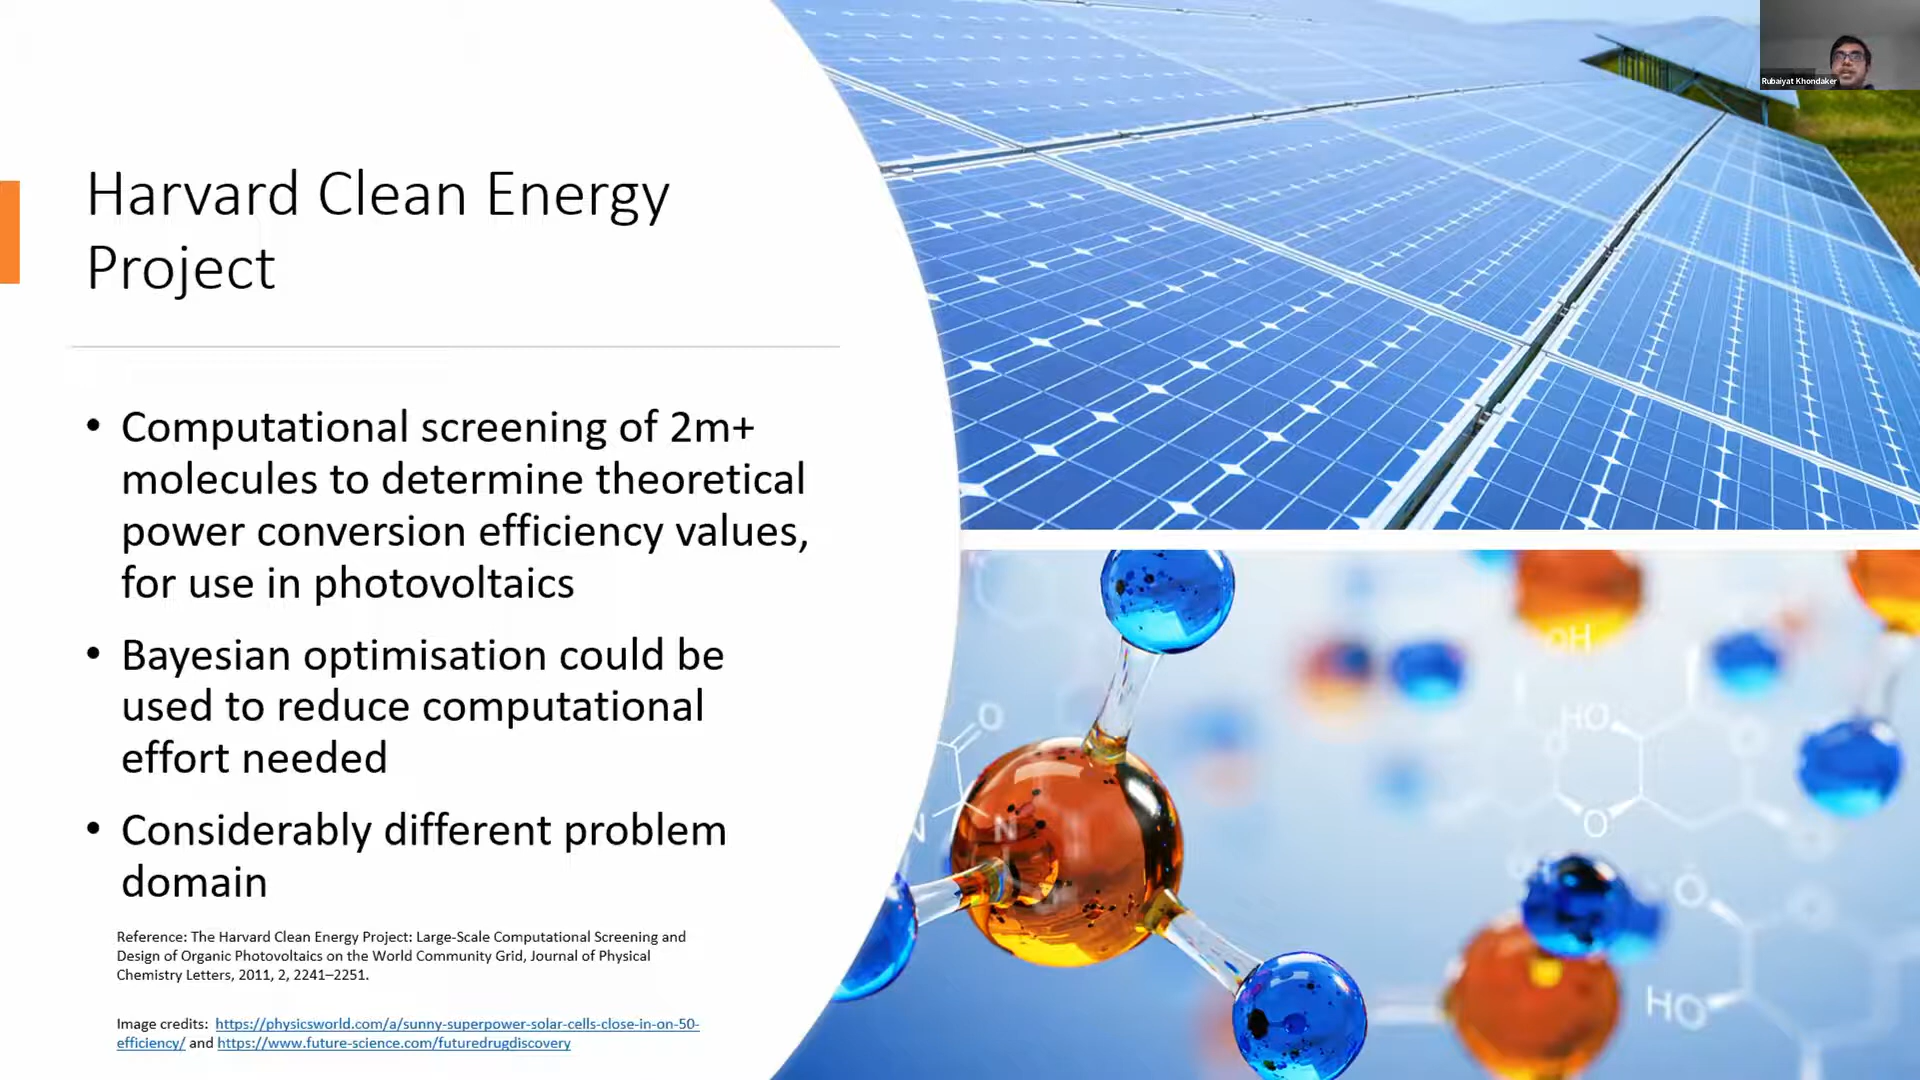 Rubaiyat Khondaker
Harvard Clean Energy
Project
• Computational screening of 2m+
molecules to determine theoretical
power conversion efficiency values,
for use in photovoltaics
• Bayesian optimisation could be
used to reduce computational
effort needed
• Considerably different problem
domain
Reference: The Harvard Clean Energy Project: Large-Scale Computational Screening and
Design of Organic Photovoltaics on the World Community Grid, Journal of Physical
Chemistry Letters, 2011, 2, 2241–2251.
Image credits: https://physicsworld.com/a/sunny-superpower-solar-cells-close-in-on-50-
efficiency/ and https://www.future-science.com/futuredrugdiscovery
OH
O
HO
O
N
N
OH
O
HO